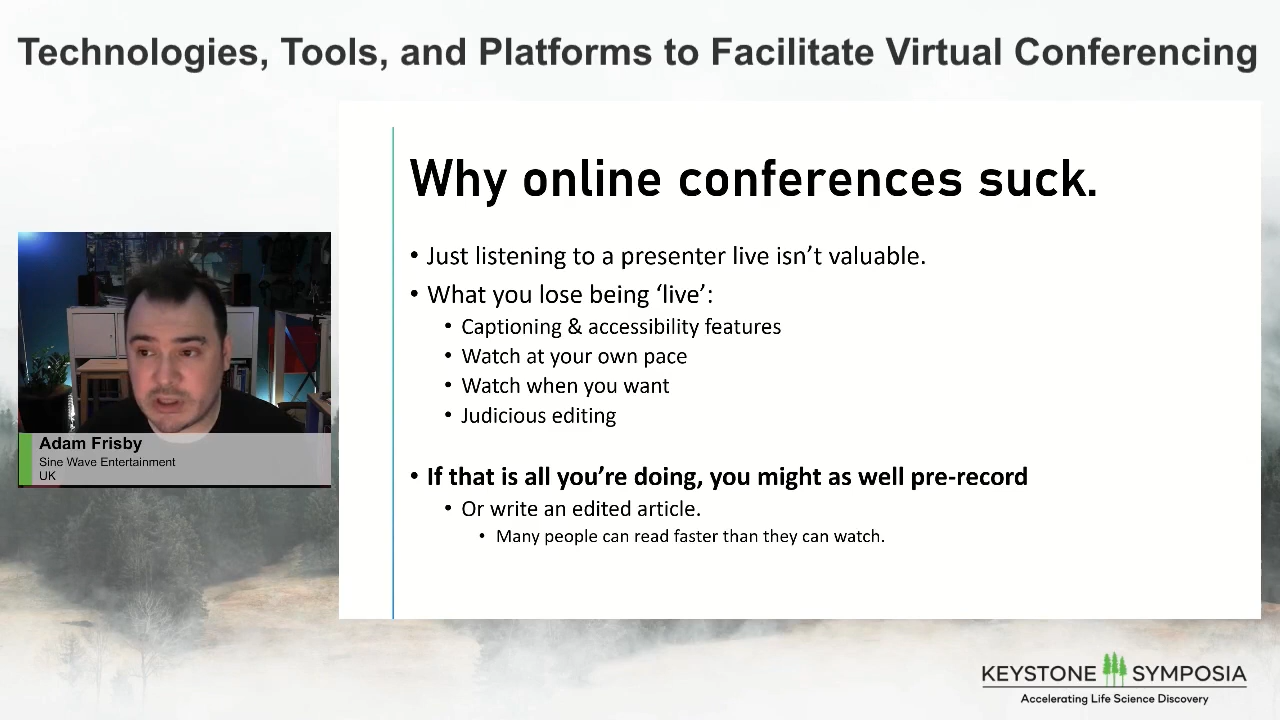 Technologies, Tools, and Platforms to Facilitate Virtual Conferencing
Why online conferences suck.
• Just listening to a presenter live isn’t valuable.
• What you lose being ‘live’:
• Captioning & accessibility features
• Watch at your own pace
• Watch when you want
• Judicious editing
• If that is all you’re doing, you might as well pre-record
• Or write an edited article.
• Many people can read faster than they can watch.
Adam Frisby
Sine Wave Entertainment
UK
KEYSTONE SYMPOSIA
Accelerating Life Science Discovery